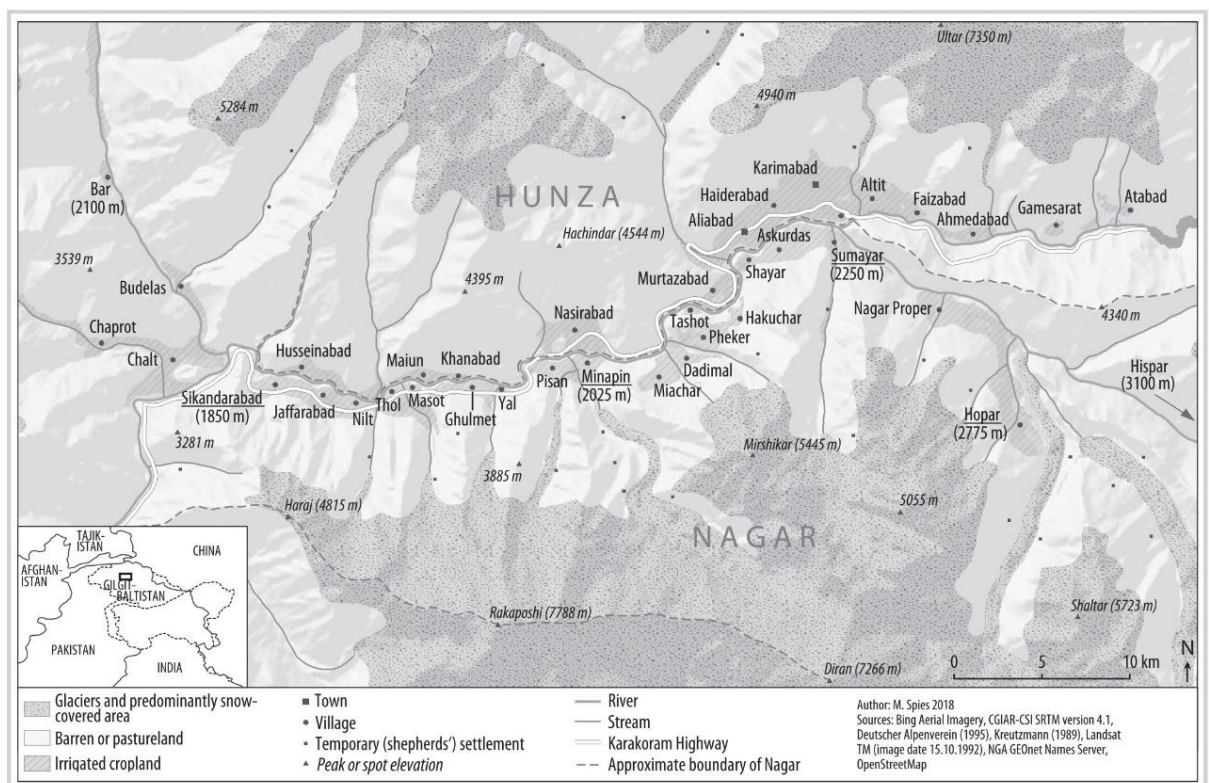 Ultar (7350 m)
5284 m
4940 m
Karimabad
Bar
(2100 m)
HUNZA
Haiderabad
Altit
Faizabad
Atabad
Aliabad
Ahmedabad
Gamesarat
Hachindar (4544 m)
Askurdas
3539 m
Shayar
Sumayar
(2250 m)
Budelas
4395 m
Murtazabad
Nasirabad
Nagar Proper
4340 m
Chaprot
Tashot
Hakuchar
Chalt
Husseinabad
Maiun
Khanabad
Pheker
Hispar
(3100 m)
Pisan
Minapin
(2025 m)
Dadimal
Miachar
Sikandarabad
(1850 m)
Jaffarabad
Nilt
Thol
Masot
Ghulmet
Yal
Hopar
(2775 m)
3281 m
3885 m
Mirshikar (5445 m)
Haraj (4815 m)
5055 m
NAGAR
Rakaposhi (7788 m)
Shaltar (5723 m)
Diran (7266 m)
TAJIK-
ISTAN
CHINA
AFGHAN-
ISTAN
GILGIT-
BALTISTAN
PAKISTAN
INDIA
N
0 5 10 km
Glaciers and predominantly snow-
covered area
Barren or pastureland
Irrigated cropland
Town
Village
Temporary (shepherds') settlement
Peak or spot elevation
River
Stream
Karakoram Highway
Approximate boundary of Nagar
Author: M. Spies 2018
Sources: Bing Aerial Imagery, CGIAR-CSI SRTM version 4.1,
Deutscher Alpenverein (1995), Kreutzmann (1989), Landsat
TM (image date 15.10.1992), NGA GEOnet Names Server,
OpenStreetMap